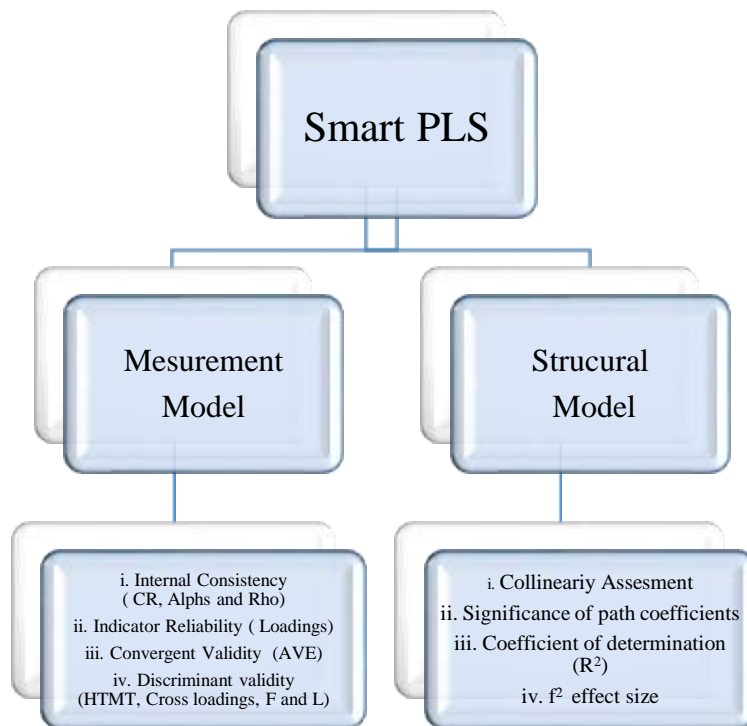 Smart PLS
Mesurement
Model
Strucural
Model
i. Internal Consistency
( CR, Alphs and Rho)
ii. Indicator Reliability ( Loadings)
iii. Convergent Validity (AVE)
iv. Discriminant validity
(HTMT, Cross loadings, F and L)
i. Collineariy Assesment
ii. Significance of path coefficients
iii. Coefficient of determination
(R²)
iv. f² effect size